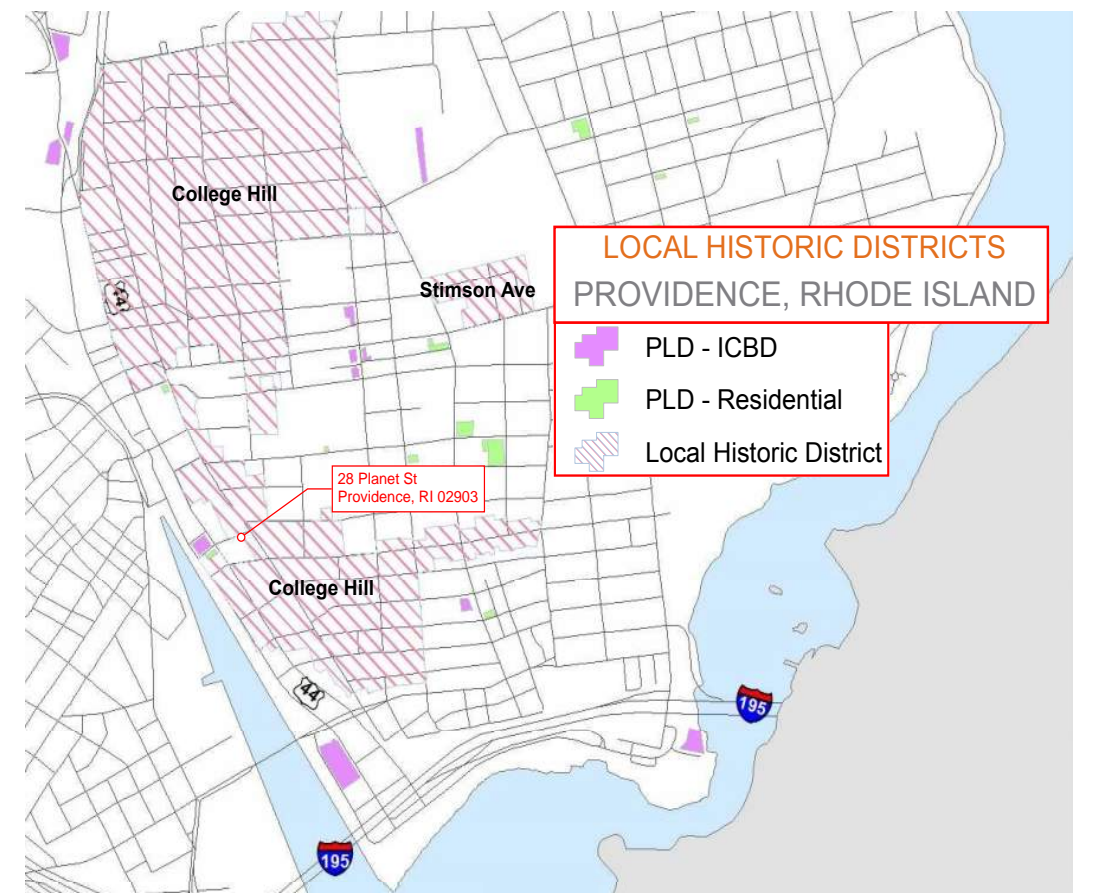 College Hill
LOCAL HISTORIC DISTRICTS
PROVIDENCE, RHODE ISLAND
Stimson Ave
44
PLD - ICBD
PLD - Residential
Local Historic District
28 Planet St
Providence, RI 02903
College Hill
44
195
195